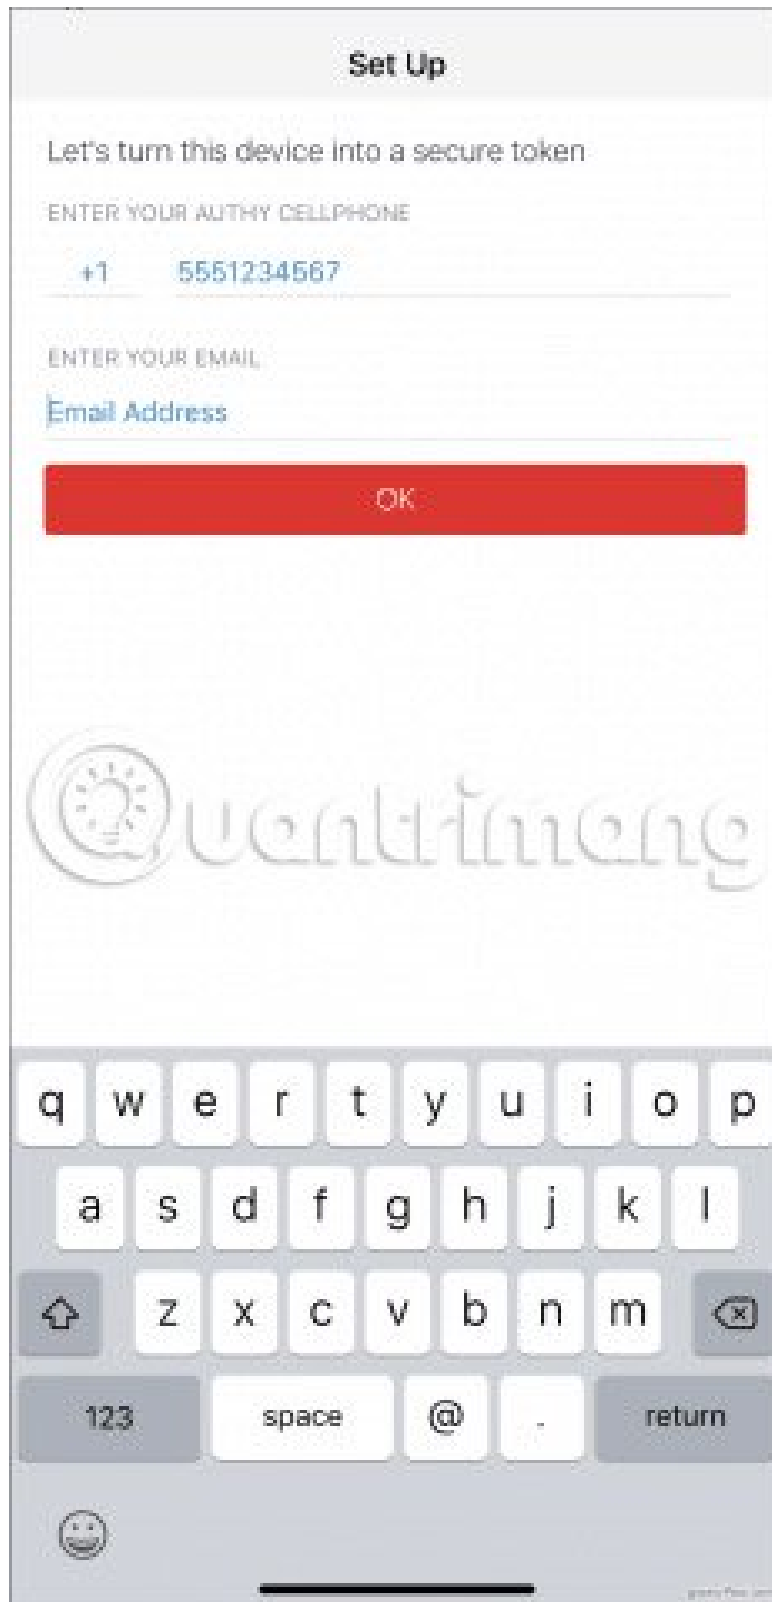 Set Up
Let's turn this device into a secure token
ENTER YOUR AUTHY CELLPHONE
+1 5551234567
ENTER YOUR EMAIL
Email Address
OK
Quantrimang
q w e r t y u i o p
a s d f g h j k l
z x c v b n m
123 space @ . return